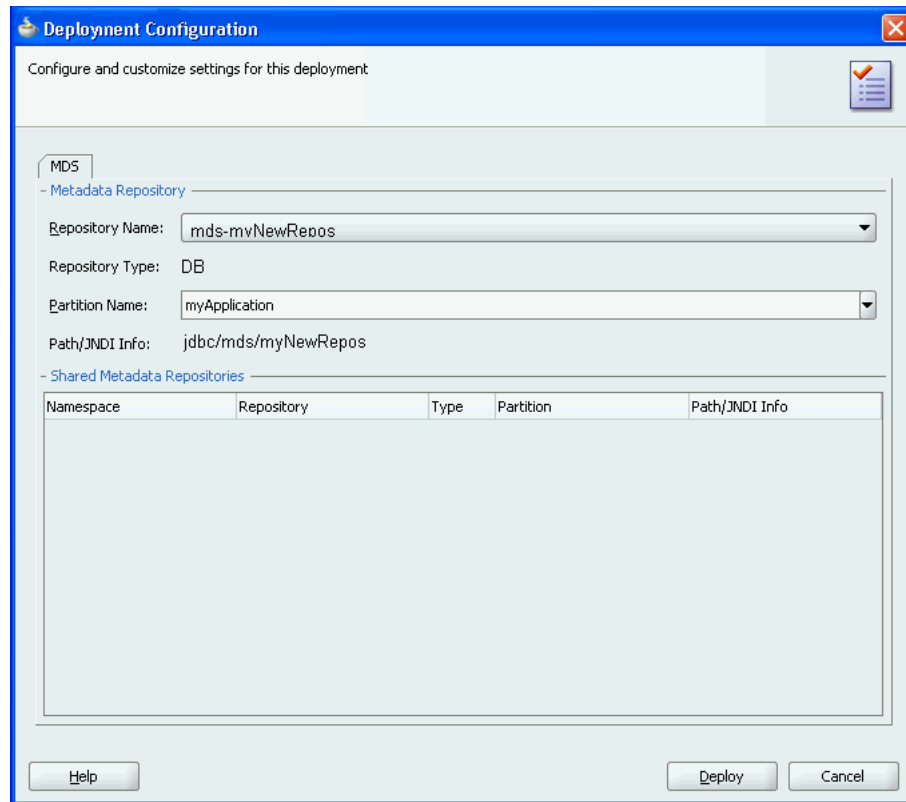 Deployment Configuration
Configure and customize settings for this deployment
MDS
Metadata Repository
Repository Name: mds-myNewRepos
Repository Type: DB
Partition Name: myApplication
Path/JNDI Info: jdbc/mds/myNewRepos
Shared Metadata Repositories
Namespace Repository Type Partition Path/JNDI Info
Help Deploy Cancel